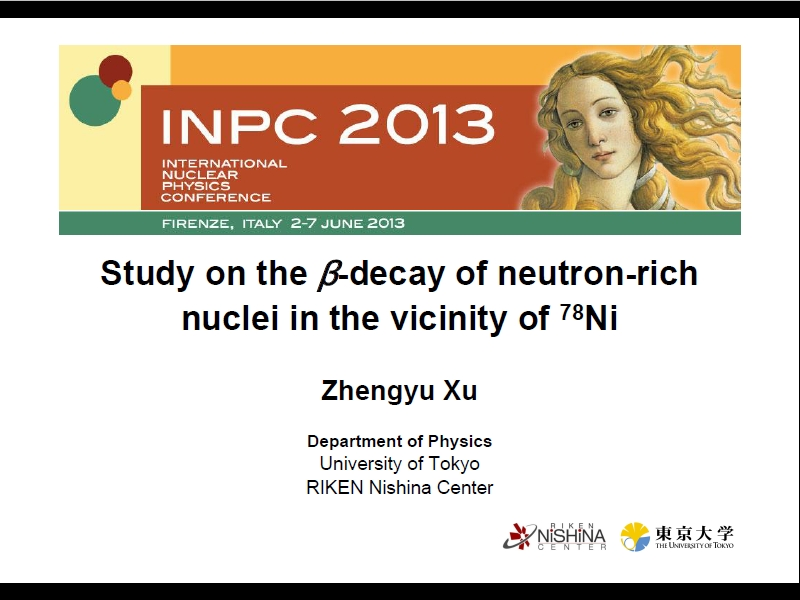 INPC 2013
INTERNATIONAL
NUCLEAR
PHYSICS
CONFERENCE
FIRENZE, ITALY 2-7 JUNE 2013
Study on the β-decay of neutron-rich
nuclei in the vicinity of ⁷⁸Ni
Zhengyu Xu
Department of Physics
University of Tokyo
RIKEN Nishina Center
RIKEN
NiSHiNA
CENTER
東京大学
THE UNIVERSITY OF TOKYO